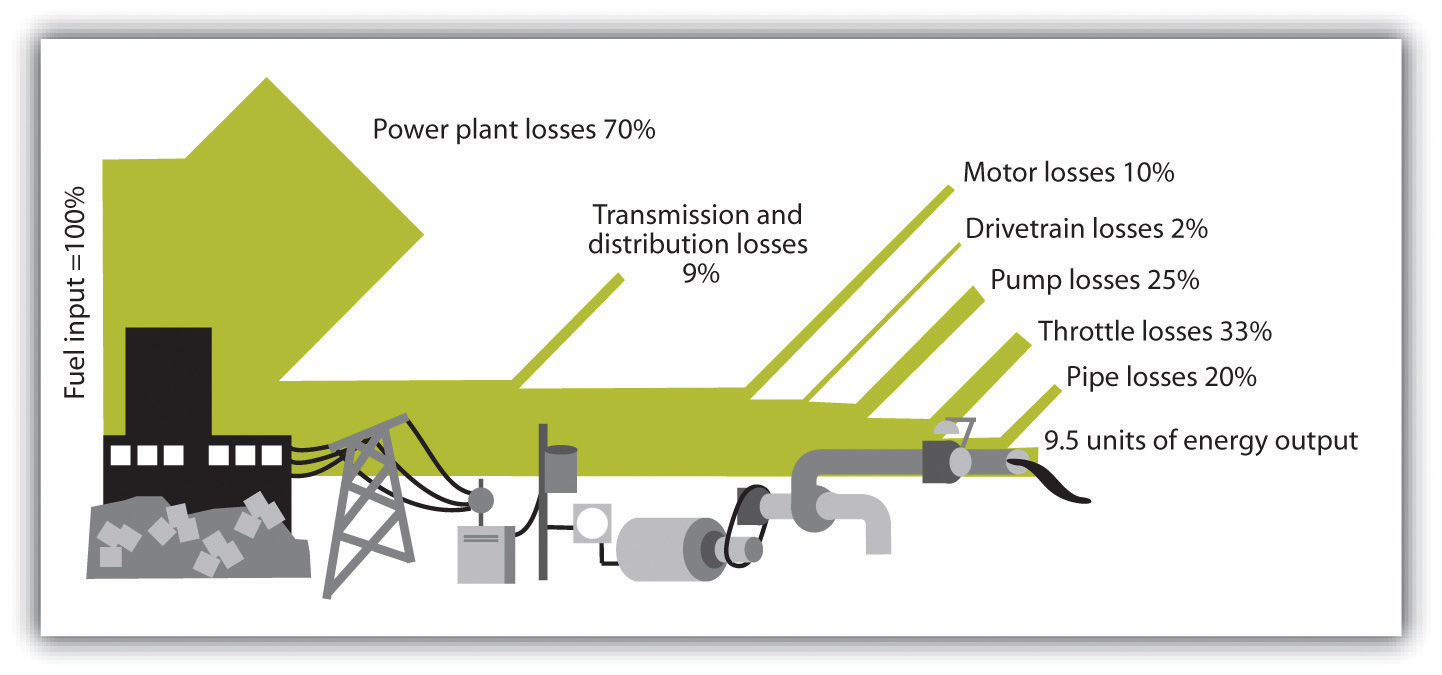 Fuel input =100%
Power plant losses 70%
Transmission and
distribution losses
9%
Motor losses 10%
Drivetrain losses 2%
Pump losses 25%
Throttle losses 33%
Pipe losses 20%
9.5 units of energy output